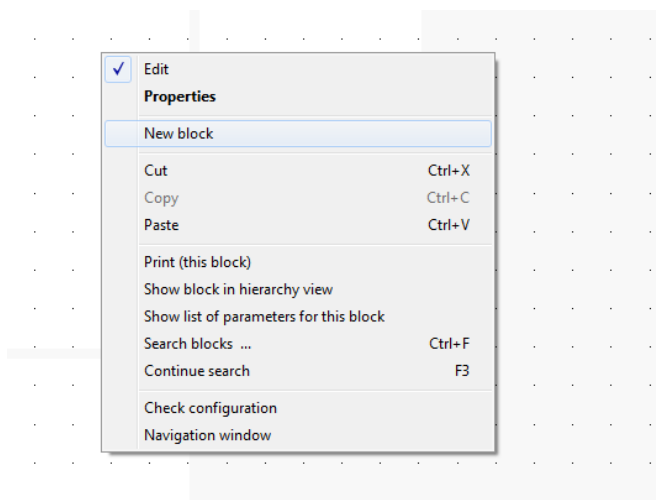 Edit
Properties
New block
Cut Ctrl+X
Copy Ctrl+C
Paste Ctrl+V
Print (this block)
Show block in hierarchy view
Show list of parameters for this block
Search blocks ... Ctrl+F
Continue search F3
Check configuration
Navigation window